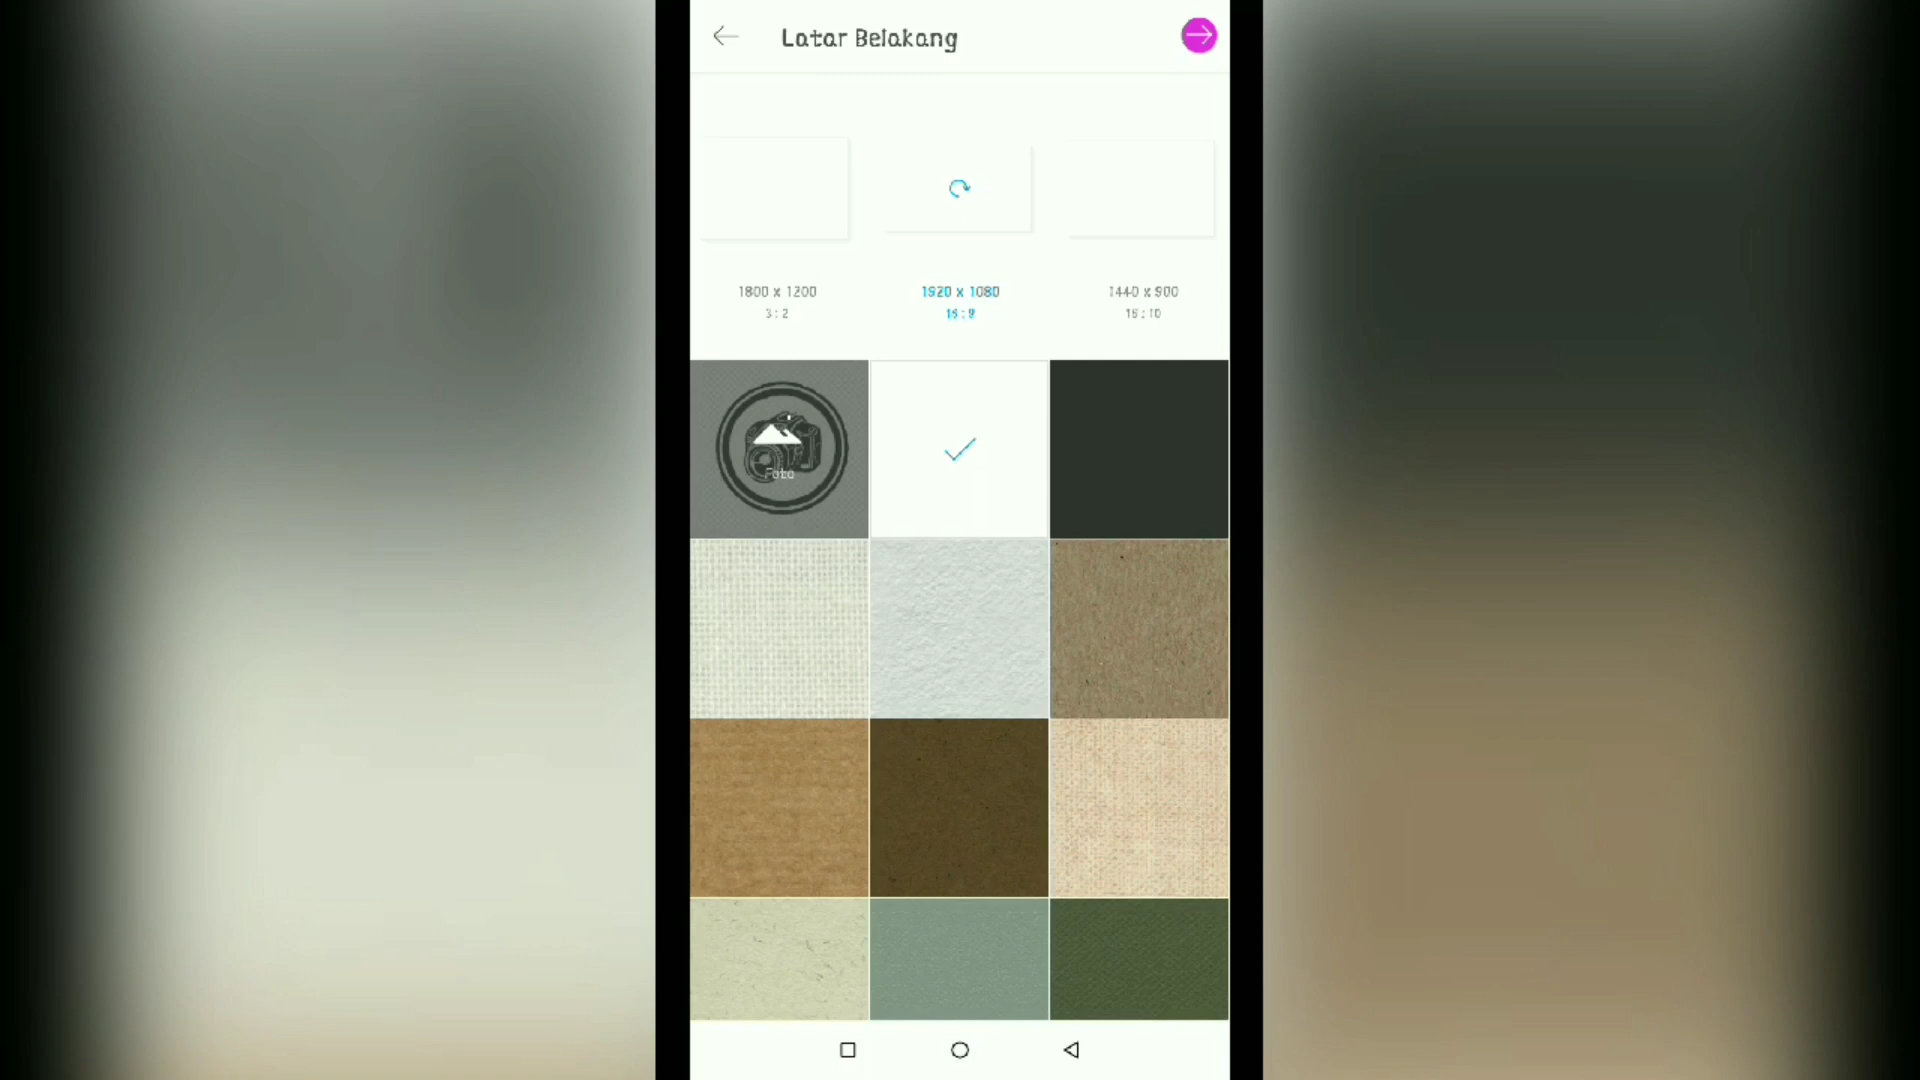 Latar Belakang
1800 x 1200
3 : 2
1920 x 1080
16 : 9
1440 x 900
16 : 10
Foto